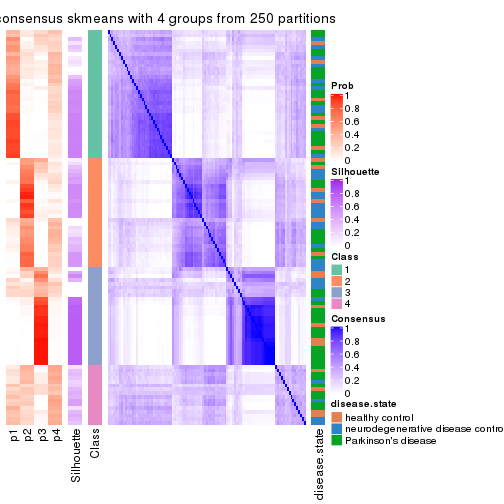 consensus skmeans with 4 groups from 250 partitions
Prob
1
0.8
0.6
0.4
0.2
0
Silhouette
1
0.8
0.6
0.4
0.2
0
Class
1
2
3
4
Consensus
1
0.8
0.6
0.4
0.2
0
disease.state
healthy control
neurodegenerative disease contro
Parkinson's disease
p1
p2
p3
p4
Silhouette
Class
disease.state